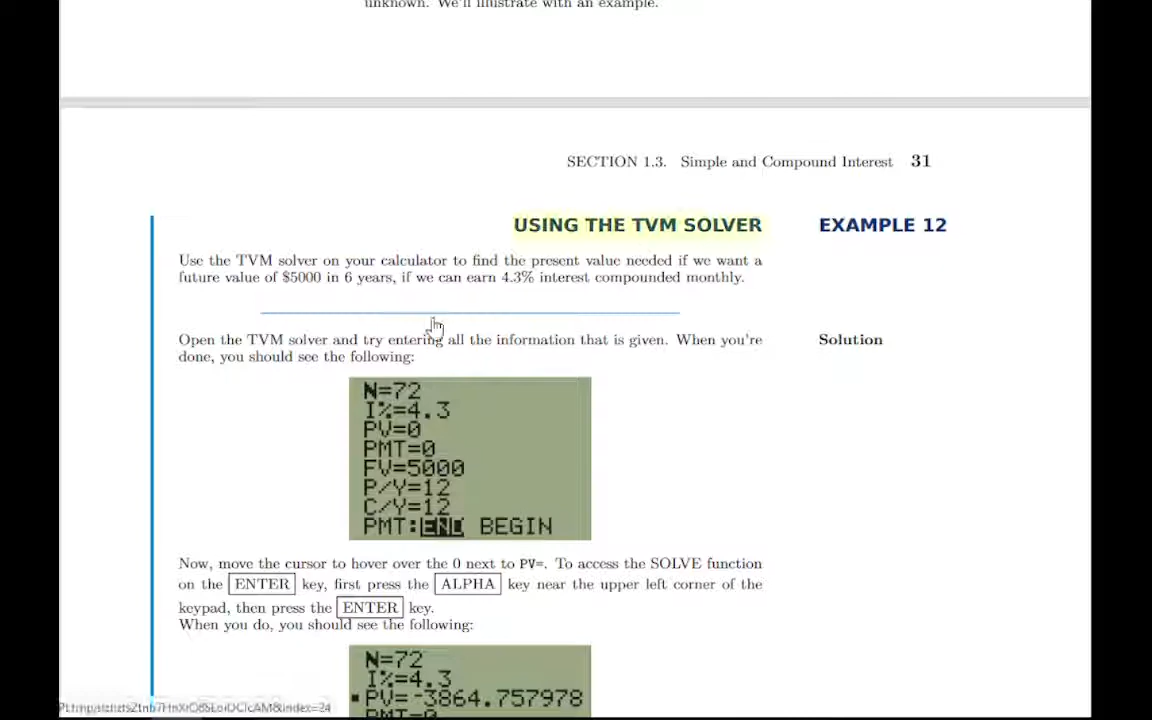 unknown. We'll illustrate with an example.
SECTION 1.3. Simple and Compound Interest 31
USING THE TVM SOLVER EXAMPLE 12
Use the TVM solver on your calculator to find the present value needed if we want a
future value of $5000 in 6 years, if we can earn 4.3% interest compounded monthly.
Open the TVM solver and try entering all the information that is given. When you're Solution
done, you should see the following:
N=72
I%=4.3
PV=0
PMT=0
FV=5000
P/Y=12
C/Y=12
PMT:END BEGIN
Now, move the cursor to hover over the 0 next to PV=. To access the SOLVE function
on the ENTER key, first press the ALPHA key near the upper left corner of the
keypad, then press the ENTER key.
When you do, you should see the following:
N=72
I%=4.3
PV=-3864.757978
PMT=0